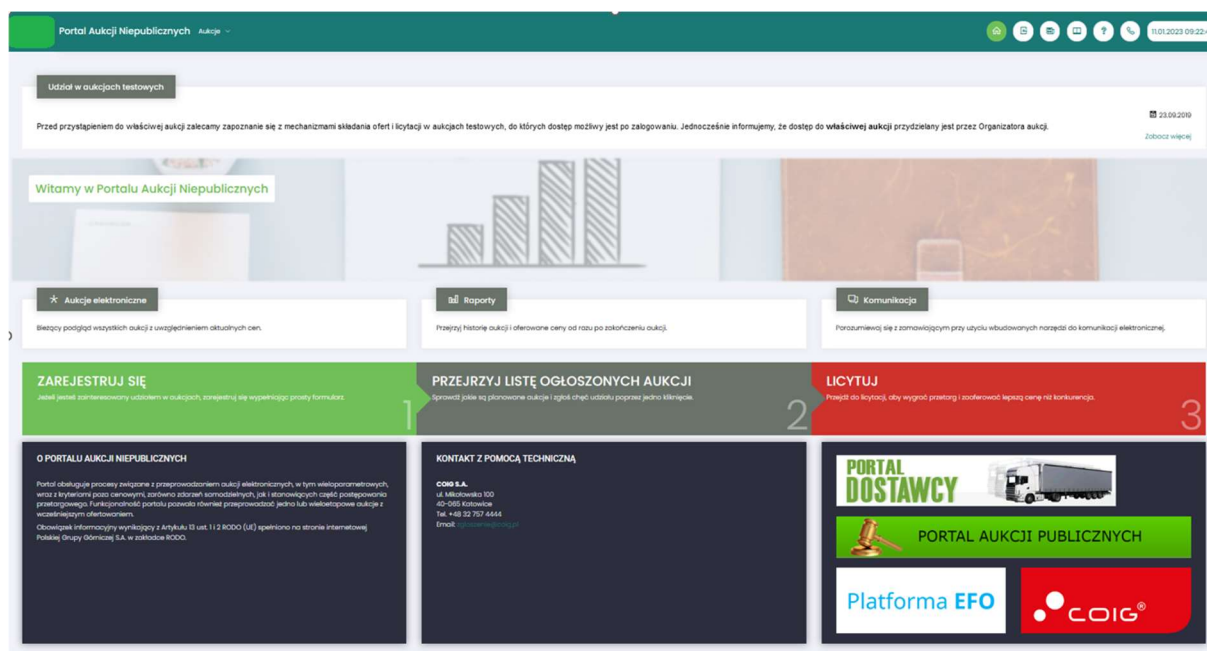 Portal Aukcji Niepublicznych Aukcje
11.01.2023 09:22:
Udział w aukcjach testowych
Przed przystąpieniem do właściwej aukcji zalecamy zapoznanie się z mechanizmami składania ofert i licytacji w aukcjach testowych, do których dostęp możliwy jest po zalogowaniu. Jednocześnie informujemy, że dostęp do właściwej aukcji przydzielany jest przez Organizatora aukcji.
23.09.2019
Zobacz więcej
Witamy w Portalu Aukcji Niepublicznych
Aukcje elektroniczne
Bieżący podgląd wszystkich aukcji z uwzględnieniem aktualnych cen.
Raporty
Przejrzyj historię aukcji i oferowane ceny od razu po zakończeniu aukcji.
Komunikacja
Porozumiewaj się z zamawiającym przy użyciu wbudowanych narzędzi do komunikacji elektronicznej.
ZAREJESTRUJ SIĘ
Jeżeli jesteś zainteresowany udziałem w aukcjach, zarejestruj się wypełniając prosty formularz.
1
PRZEJRZYJ LISTĘ OGŁOSZONYCH AUKCJI
Sprawdź jakie są planowane aukcje i zgłoś chęć udziału poprzez jedno kliknięcie.
2
LICYTUJ
Przejdź do licytacji, aby wygrać przetarg i zaoferować lepszą cenę niż konkurencja.
3
O PORTALU AUKCJI NIEPUBLICZNYCH
Portal obsługuje procesy związane z przeprowadzaniem aukcji elektronicznych, w tym wieloparametrowych,
wraz z kryteriami poza cenowymi, zarówno zdarzeń samodzielnych, jak i stanowiących część postępowania
przetargowego. Funkcjonalność portalu pozwala również przeprowadzać jedno lub wieloetapowe aukcje z
wcześniejszym ofertowaniem.
Obowiązek informacyjny wynikający z Artykułu 13 ust. 1 i 2 RODO (UE) spełniono na stronie internetowej
Polskiej Grupy Górniczej S.A. w zakładce RODO.
KONTAKT Z POMOCĄ TECHNICZNĄ
COIG S.A.
ul. Mikołowska 100
40-065 Katowice
Tel. +48 32 757 4444
Email: zgloszenia@coig.pl
PORTAL
DOSTAWCY
PORTAL AUKCJI PUBLICZNYCH
Platforma EFO
COIG®